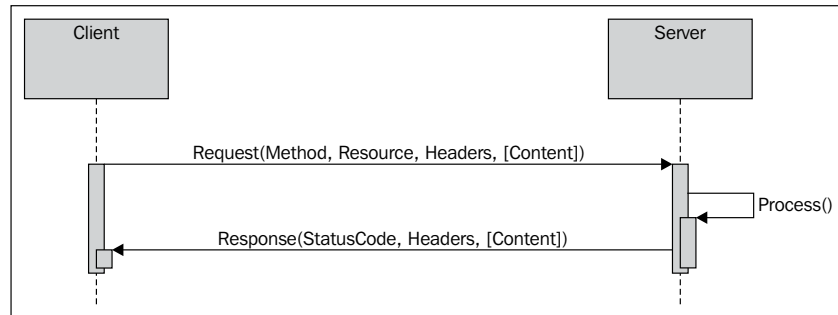 Client
Server
Request(Method, Resource, Headers, [Content])
Process()
Response(StatusCode, Headers, [Content])